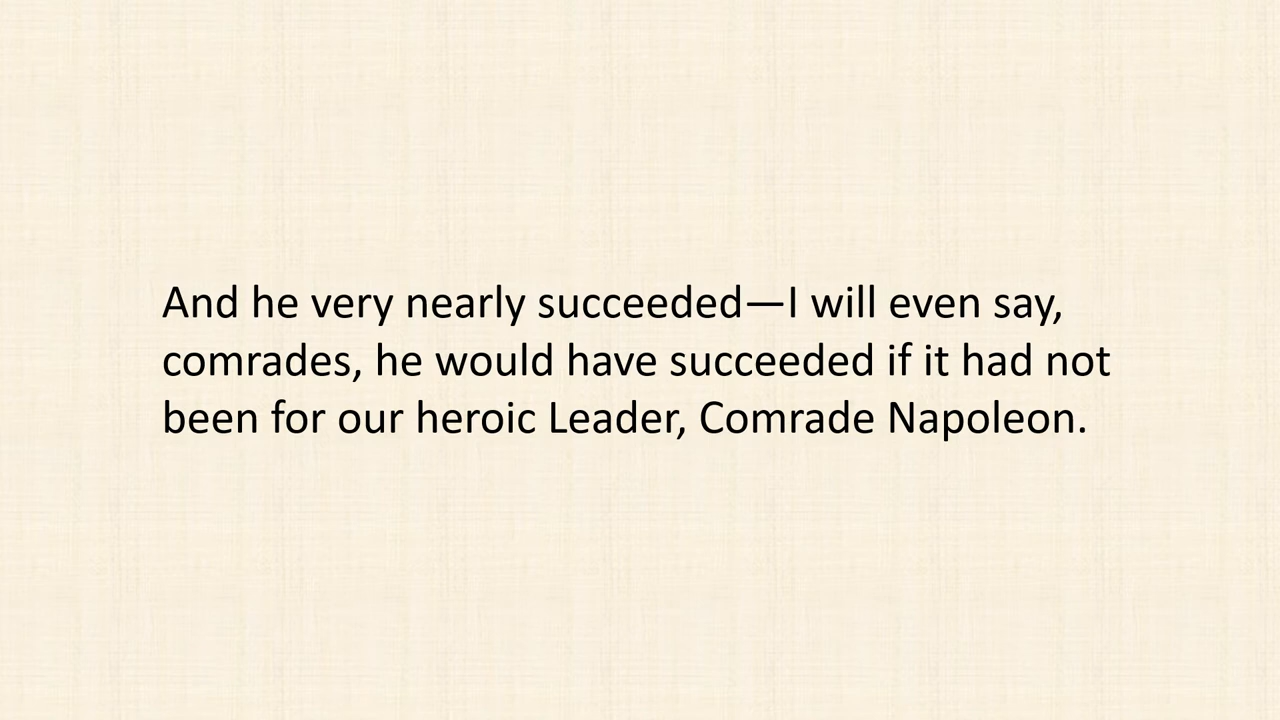 And he very nearly succeeded—I will even say,
comrades, he would have succeeded if it had not
been for our heroic Leader, Comrade Napoleon.